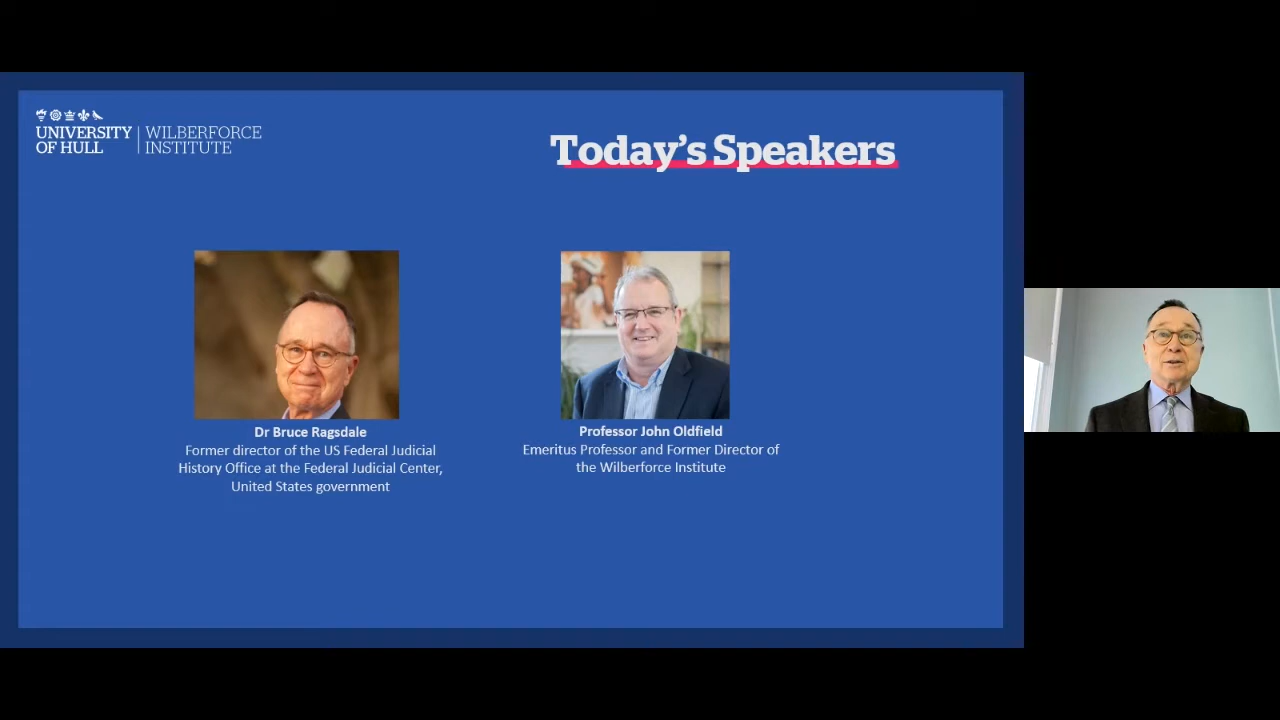 UNIVERSITY
OF HULL
WILBERFORCE
INSTITUTE
Today's Speakers
Dr Bruce Ragsdale
Former director of the US Federal Judicial
History Office at the Federal Judicial Center,
United States government
Professor John Oldfield
Emeritus Professor and Former Director of
the Wilberforce Institute